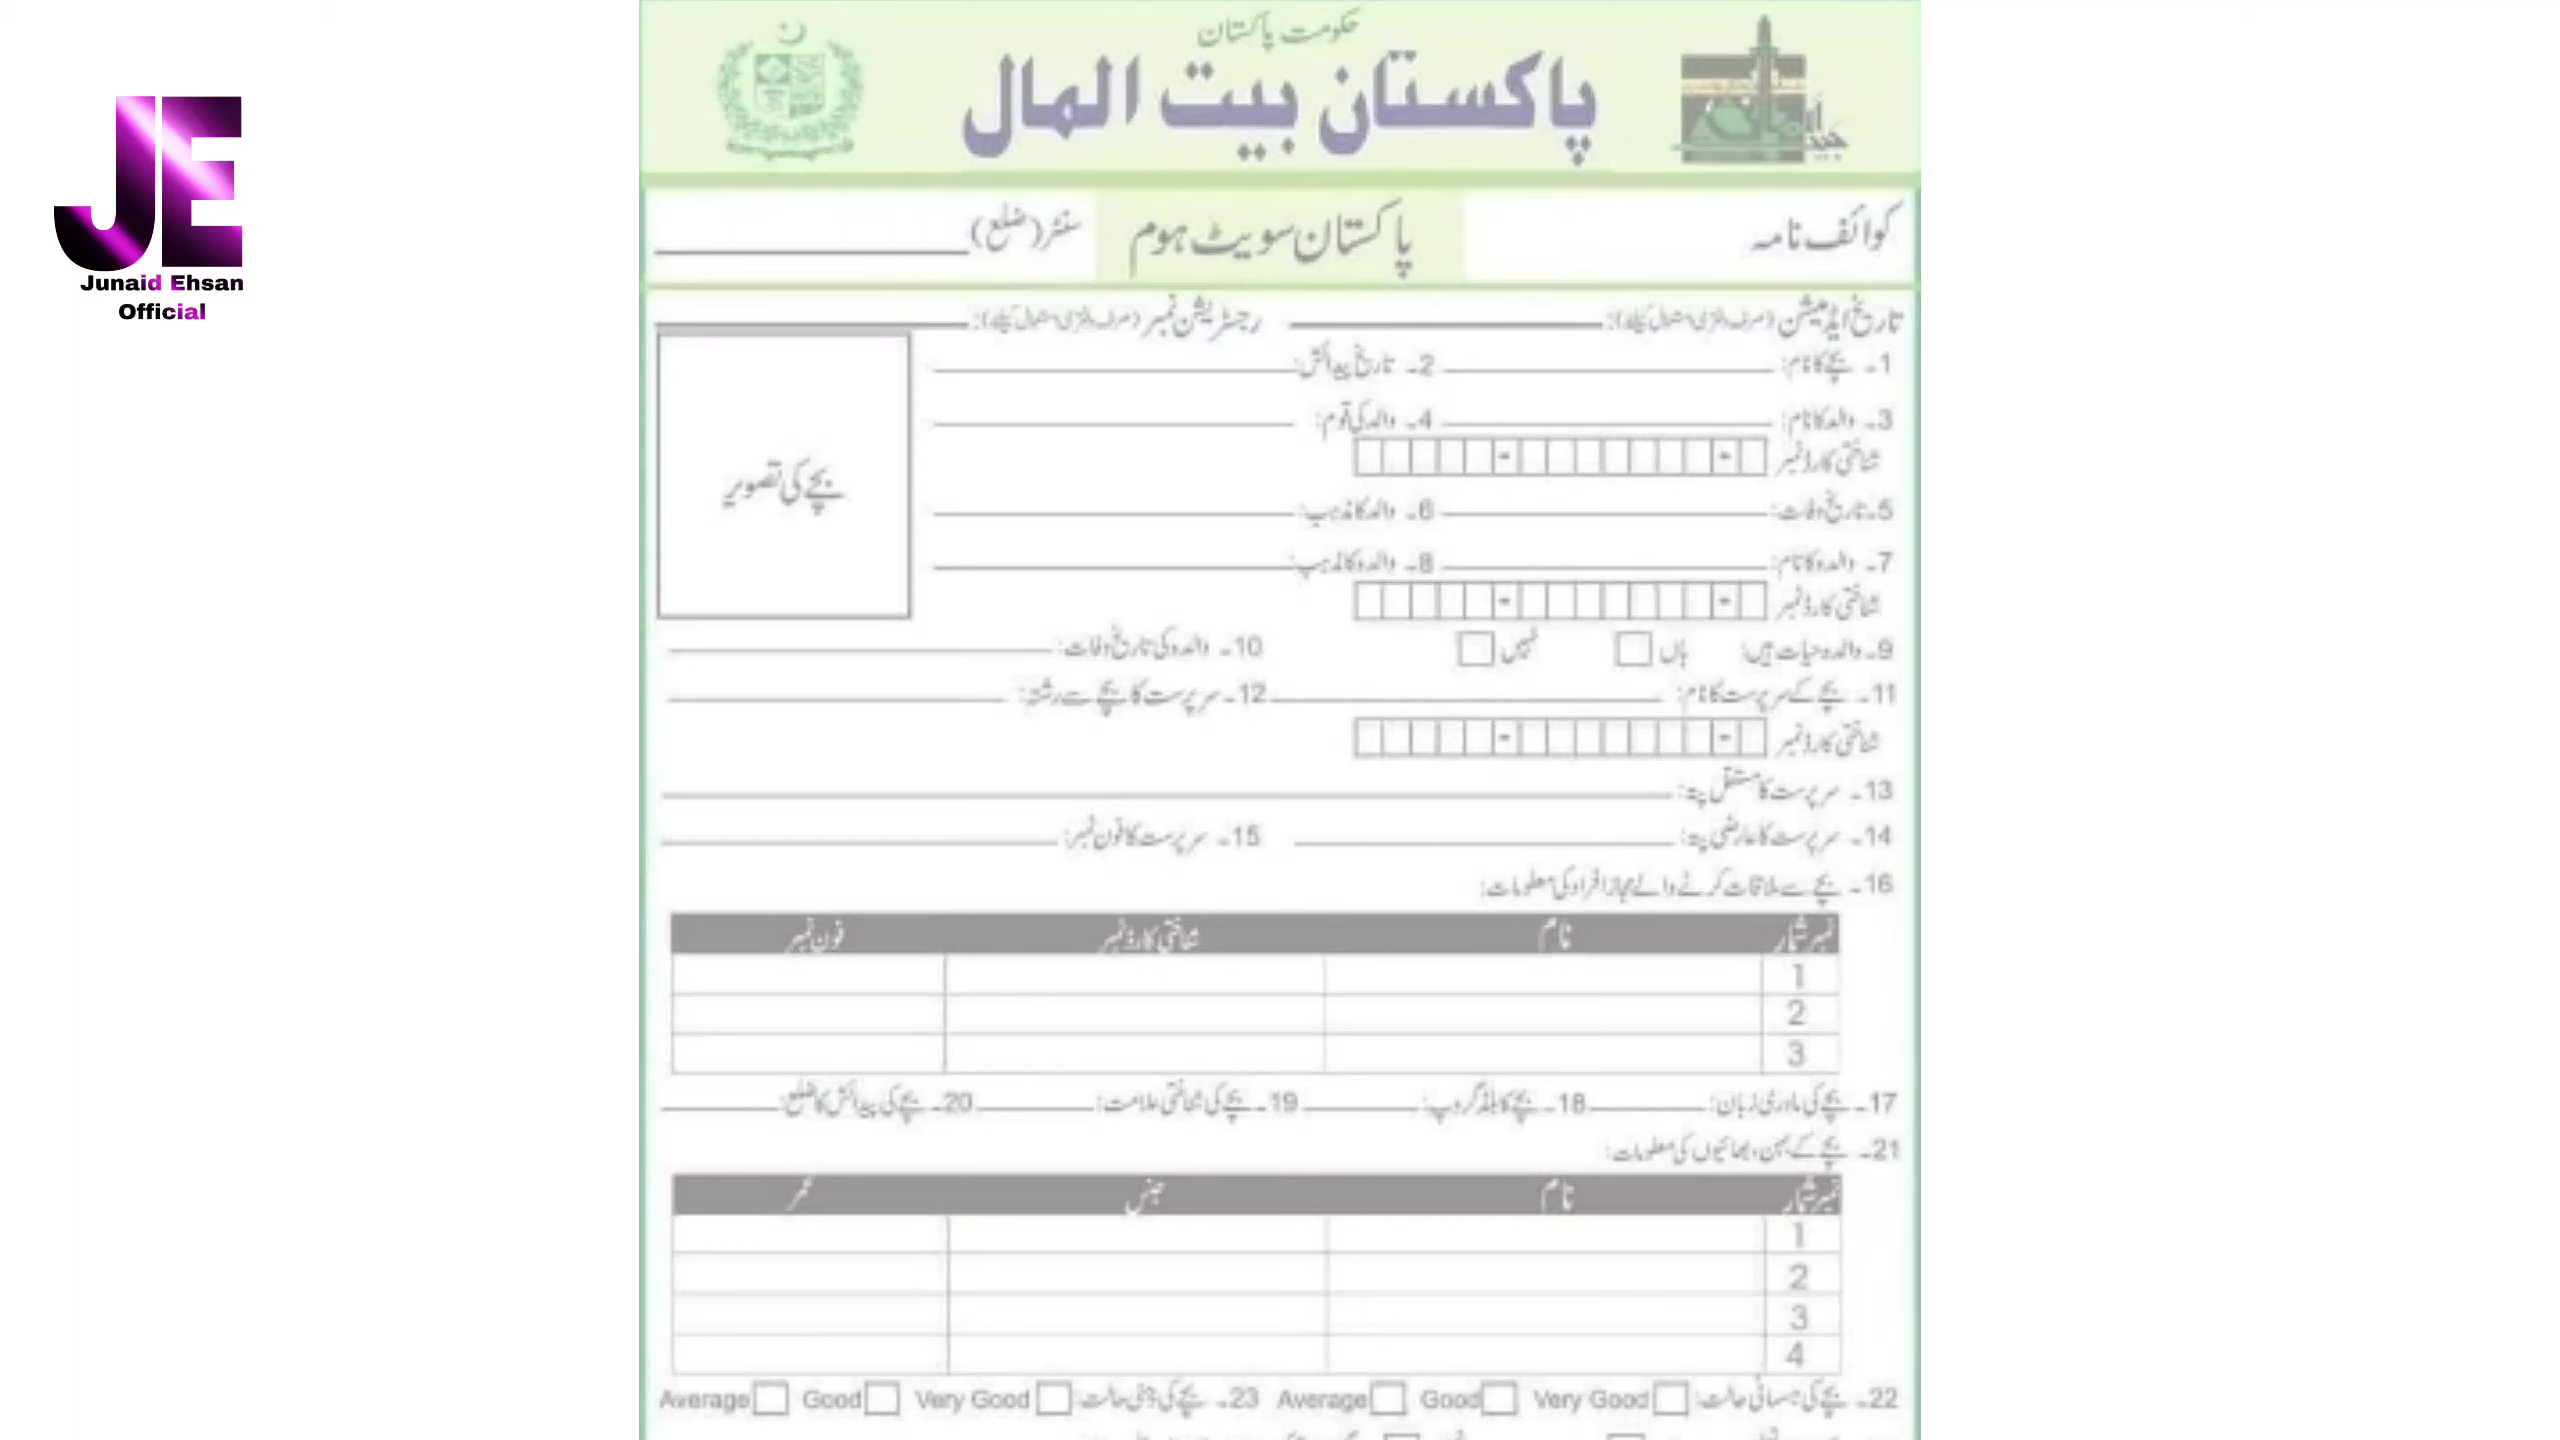 JE
Junaid Ehsan
Official
حکومت پاکستان
پاکستان بیت المال
کوائف نامہ
پاکستان سویٹ ہوم
سنٹر (ضلع)
تاریخ ایڈمیشن (صرف دفتری استعمال کیلئے): رجسٹریشن نمبر (صرف دفتری استعمال کیلئے):
1۔ بچے کا نام: 2۔ تاریخ پیدائش:
3۔ والد کا نام: 4۔ والد کی قوم:
شناختی کارڈ نمبر
بچے کی تصویر
5۔ تاریخ وفات: 6۔ والد کا مذہب:
7۔ والدہ کا نام: 8۔ والدہ کا مذہب:
شناختی کارڈ نمبر
9۔ والدہ حیات ہیں: ہاں نہیں 10۔ والدہ کی تاریخ وفات:
11۔ بچے کے سرپرست کا نام: 12۔ سرپرست کا بچے سے رشتہ:
شناختی کارڈ نمبر
13۔ سرپرست کا مستقل پتہ:
14۔ سرپرست کا عارضی پتہ: 15۔ سرپرست کا فون نمبر:
16۔ بچے سے ملاقات کرنے والے مجاز افراد کی معلومات:
نمبر شمار نام شناختی کارڈ نمبر فون نمبر
1
2
3
17۔ بچے کی مادری زبان: 18۔ بچے کا بلڈ گروپ: 19۔ بچے کی شناختی علامت: 20۔ بچے کی پیدائش کا ضلع:
21۔ بچے کے بہن و بھائیوں کی معلومات:
نمبر شمار نام جنس عمر
1
2
3
4
22۔ بچے کی جسمانی حالت: Very Good Good Average 23۔ بچے کی ذہنی حالت: Very Good Good Average